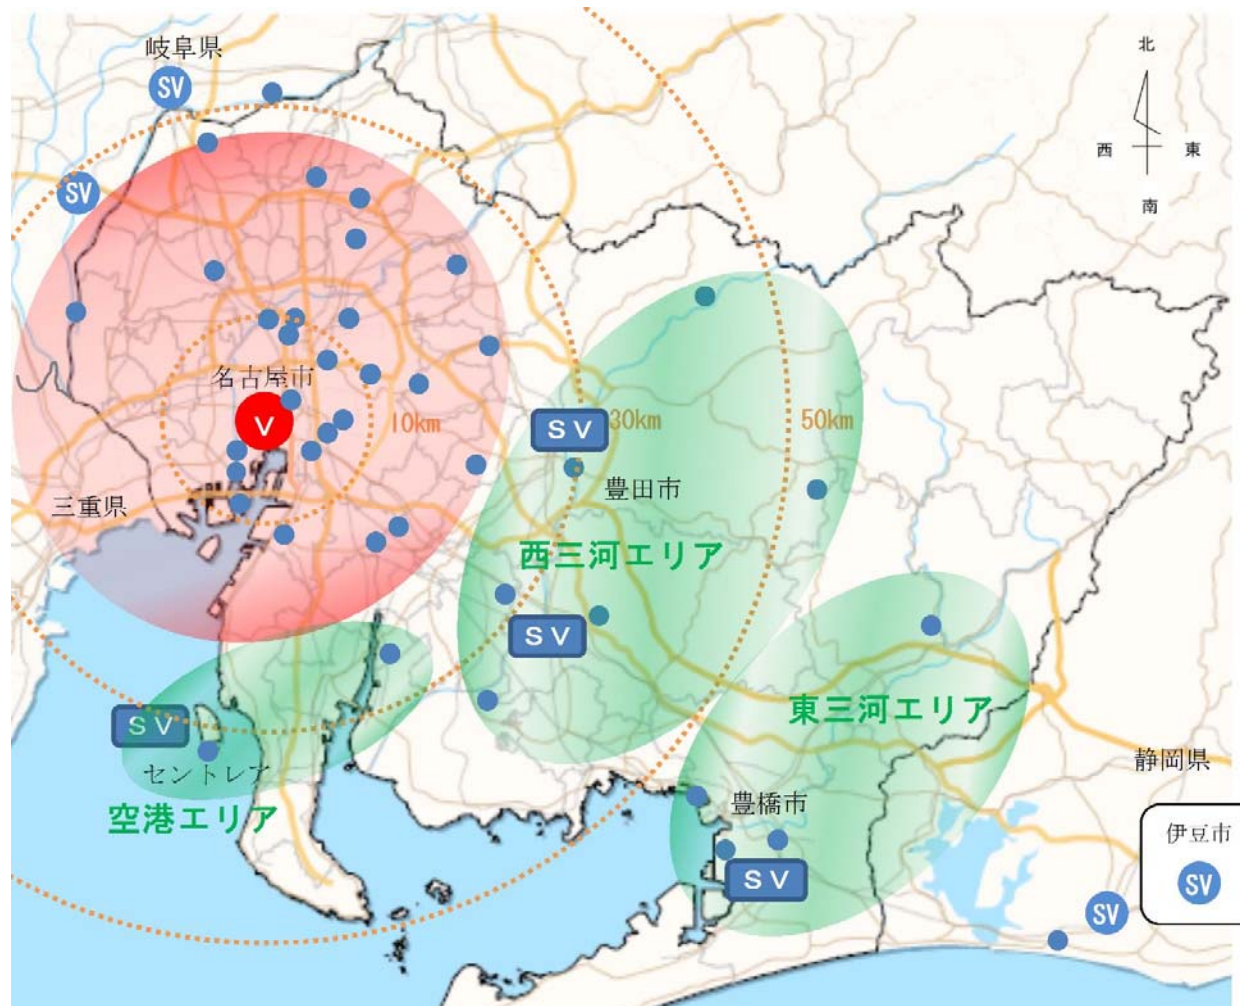 岐阜県
SV
北
西
東
南
SV
名古屋市
V
10km
SV
30km
50km
三重県
豊田市
西三河エリア
SV
東三河エリア
SV
セントレア
空港エリア
豊橋市
SV
静岡県
伊豆市
SV
SV